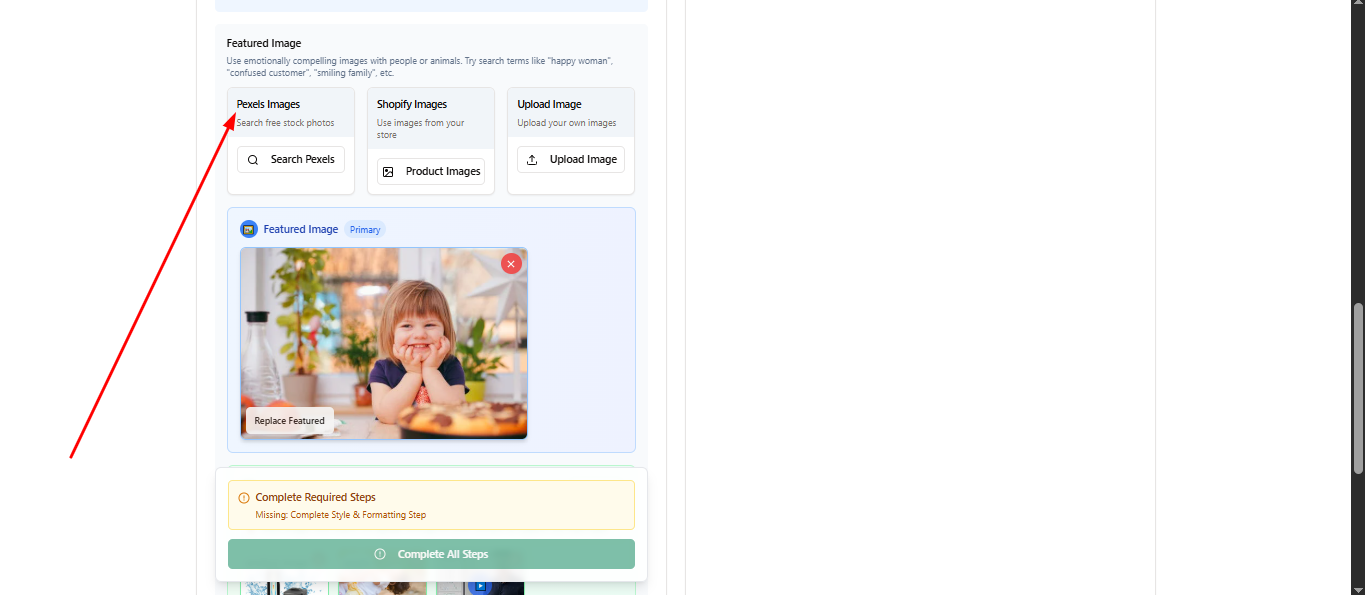 Featured Image
Use emotionally compelling images with people or animals. Try search terms like "happy woman",
"confused customer", "smiling family", etc.
Pexels Images
Search free stock photos
Search Pexels
Shopify Images
Use images from your
store
Product Images
Upload Image
Upload your own images
Upload Image
Featured Image
Primary
Replace Featured
Complete Required Steps
Missing: Complete Style & Formatting Step
Complete All Steps